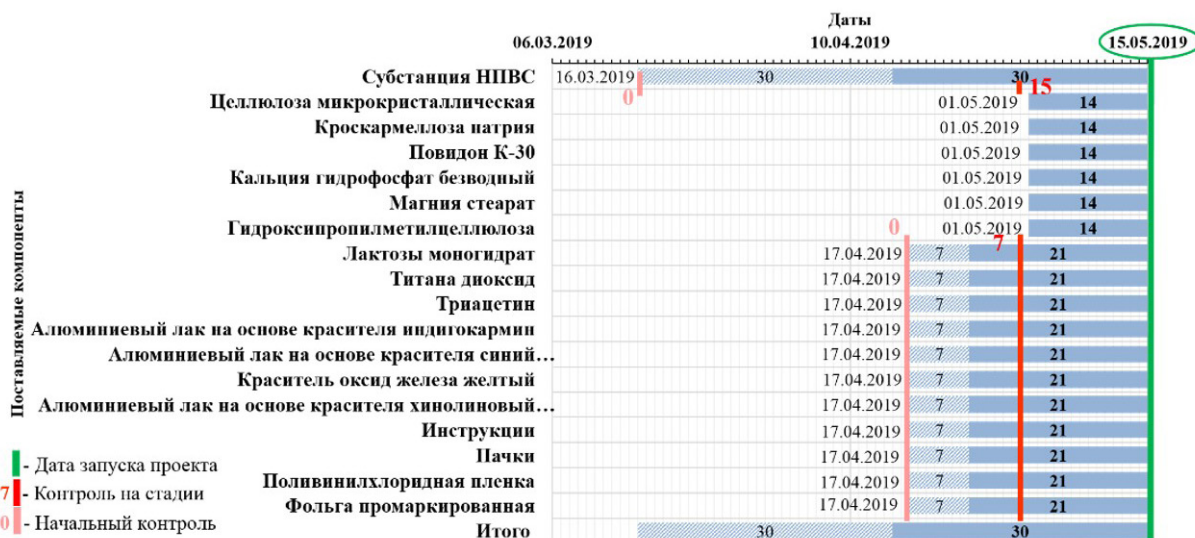 Даты
06.03.2019 10.04.2019 15.05.2019
Субстанция НПВС 16.03.2019 30 30
0 15
Целлюлоза микрокристаллическая 01.05.2019 14
Кроскармеллоза натрия 01.05.2019 14
Повидон К-30 01.05.2019 14
Кальция гидрофосфат безводный 01.05.2019 14
Магния стеарат 01.05.2019 14
Гидроксипропилметилцеллюлоза 01.05.2019 14
0 7
Лактозы моногидрат 17.04.2019 7 21
Титана диоксид 17.04.2019 7 21
Триацетин 17.04.2019 7 21
Алюминиевый лак на основе красителя индигокармин 17.04.2019 7 21
Алюминиевый лак на основе красителя синий… 17.04.2019 7 21
Краситель оксид железа желтый 17.04.2019 7 21
Алюминиевый лак на основе красителя хинолиновый… 17.04.2019 7 21
Инструкции 17.04.2019 7 21
Пачки 17.04.2019 7 21
Поливинилхлоридная пленка 17.04.2019 7 21
Фольга промаркированная 17.04.2019 7 21
Итого 30 30
Поставляемые компоненты
- Дата запуска проекта
7 - Контроль на стадии
0 - Начальный контроль